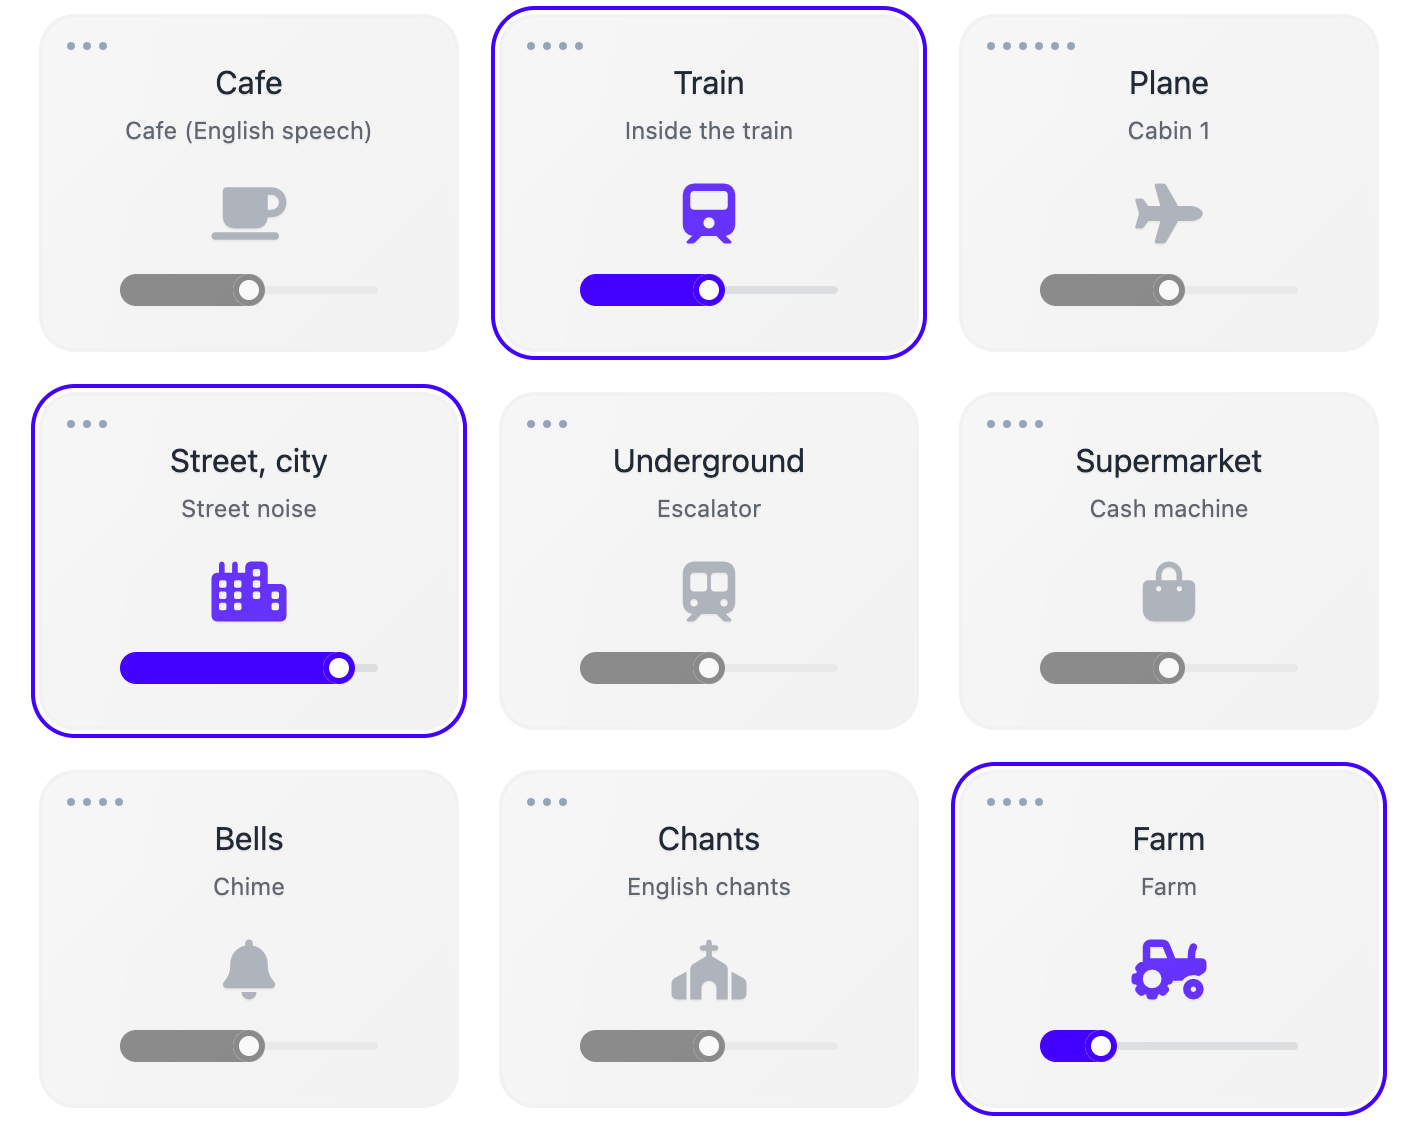 Cafe
Cafe (English speech)
Train
Inside the train
Plane
Cabin 1
Street, city
Street noise
Underground
Escalator
Supermarket
Cash machine
Bells
Chime
Chants
English chants
Farm
Farm